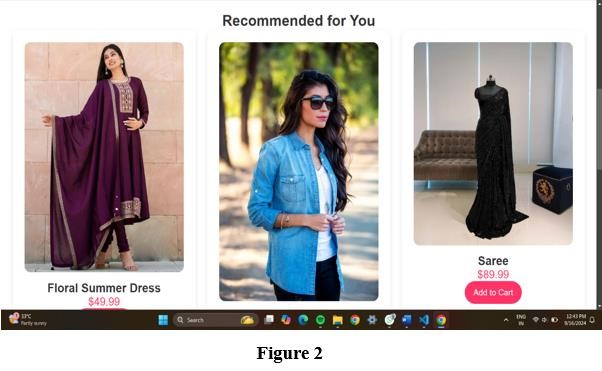 Recommended for You
Floral Summer Dress
$49.99
Saree
$89.99
Add to Cart
33°C
Partly sunny
Search
ENG
IN
12:43 PM
9/16/2024
Figure 2